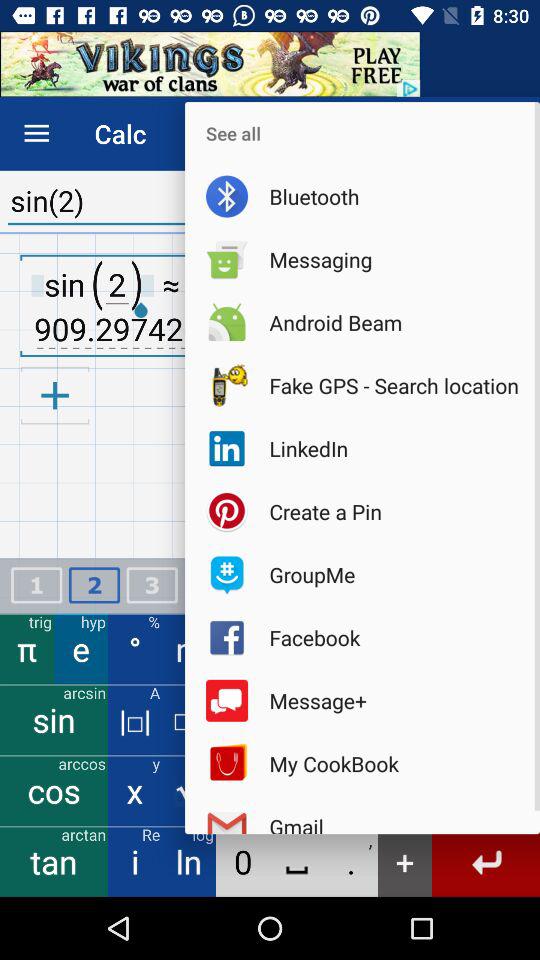 8:30
VIKINGS
war of clans
PLAY
FREE
Calc
See all
sin(2)
Bluetooth
Messaging
sin(2) ≈
909.29742
Android Beam
Fake GPS - Search location
+
LinkedIn
Create a Pin
GroupMe
1 2 3
Facebook
trig hyp %
π e °
Message+
arcsin A
sin |□|
My CookBook
arccos y
cos x
Gmail
arctan Re log
tan i ln 0 . , +